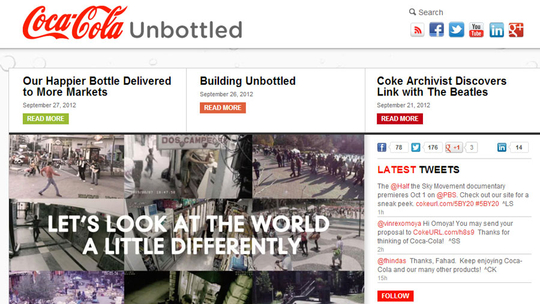 Coca-Cola Unbottled
Search
You
Tube
Our Happier Bottle Delivered
to More Markets
September 27, 2012
READ MORE
Building Unbottled
September 26, 2012
READ MORE
Coke Archivist Discovers
Link with The Beatles
September 21, 2012
READ MORE
78 176 +1 3 14
LATEST TWEETS
The @Half the Sky Movement documentary
premieres Oct 1 on @PBS. Check out our site for a
sneak peek: cokeurl.com/5BY20 #5BY20 ^LS
1h
@vinrexomoya Hi Omoya! You may send your
proposal to CokeURL.com/h8s9 Thanks for
thinking of Coca-Cola! ^SS
2h
@fhindas Thanks, Fahad. Keep enjoying Coca-
Cola and our many other products! ^CK
15h
FOLLOW
DOS CAMPEÕES
LET'S LOOK AT THE WORLD
A LITTLE DIFFERENTLY